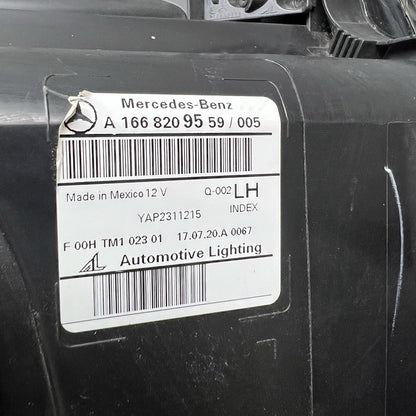 Mercedes-Benz
A 166 820 95 59 / 005
Made in Mexico 12 V Q-002 LH
YAP2311215 INDEX
F 00H TM1 023 01 17.07.20.A 0067
AL Automotive Lighting